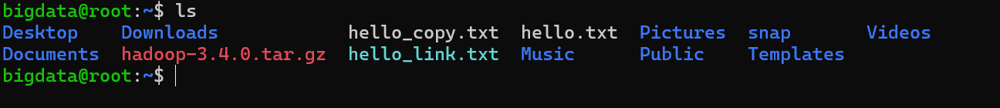 bigdata@root:~$ ls
Desktop    Downloads            hello_copy.txt  hello.txt  Pictures  snap       Videos
Documents  hadoop-3.4.0.tar.gz  hello_link.txt  Music      Public    Templates
bigdata@root:~$